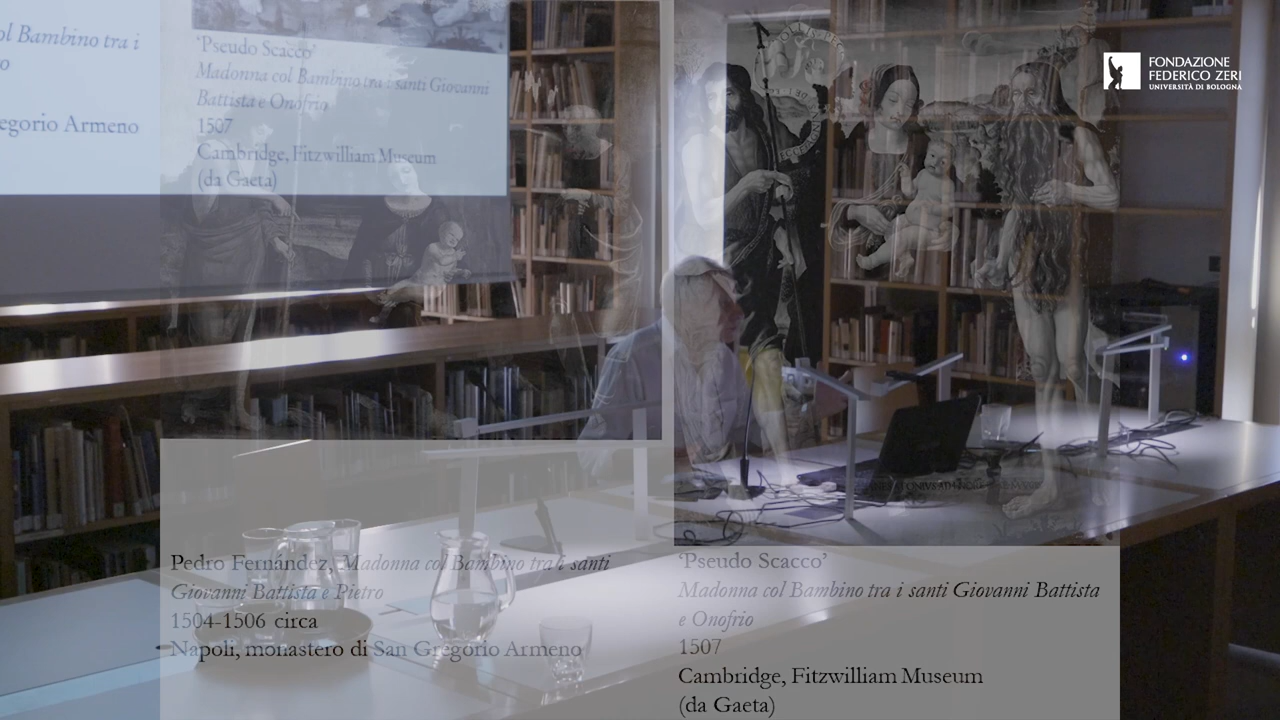 ol Bambino tra i
o
egorio Armeno
'Pseudo Scacco'
Madonna col Bambino tra i santi Giovanni
Battista e Onofrio
1507
Cambridge, Fitzwilliam Museum
(da Gaeta)
FONDAZIONE
FEDERICO ZERI
UNIVERSITÀ DI BOLOGNA
Pedro Fernández, Madonna col Bambino tra i santi
Giovanni Battista e Pietro
1504-1506 circa
Napoli, monastero di San Gregorio Armeno
'Pseudo Scacco'
Madonna col Bambino tra i santi Giovanni Battista
e Onofrio
1507
Cambridge, Fitzwilliam Museum
(da Gaeta)